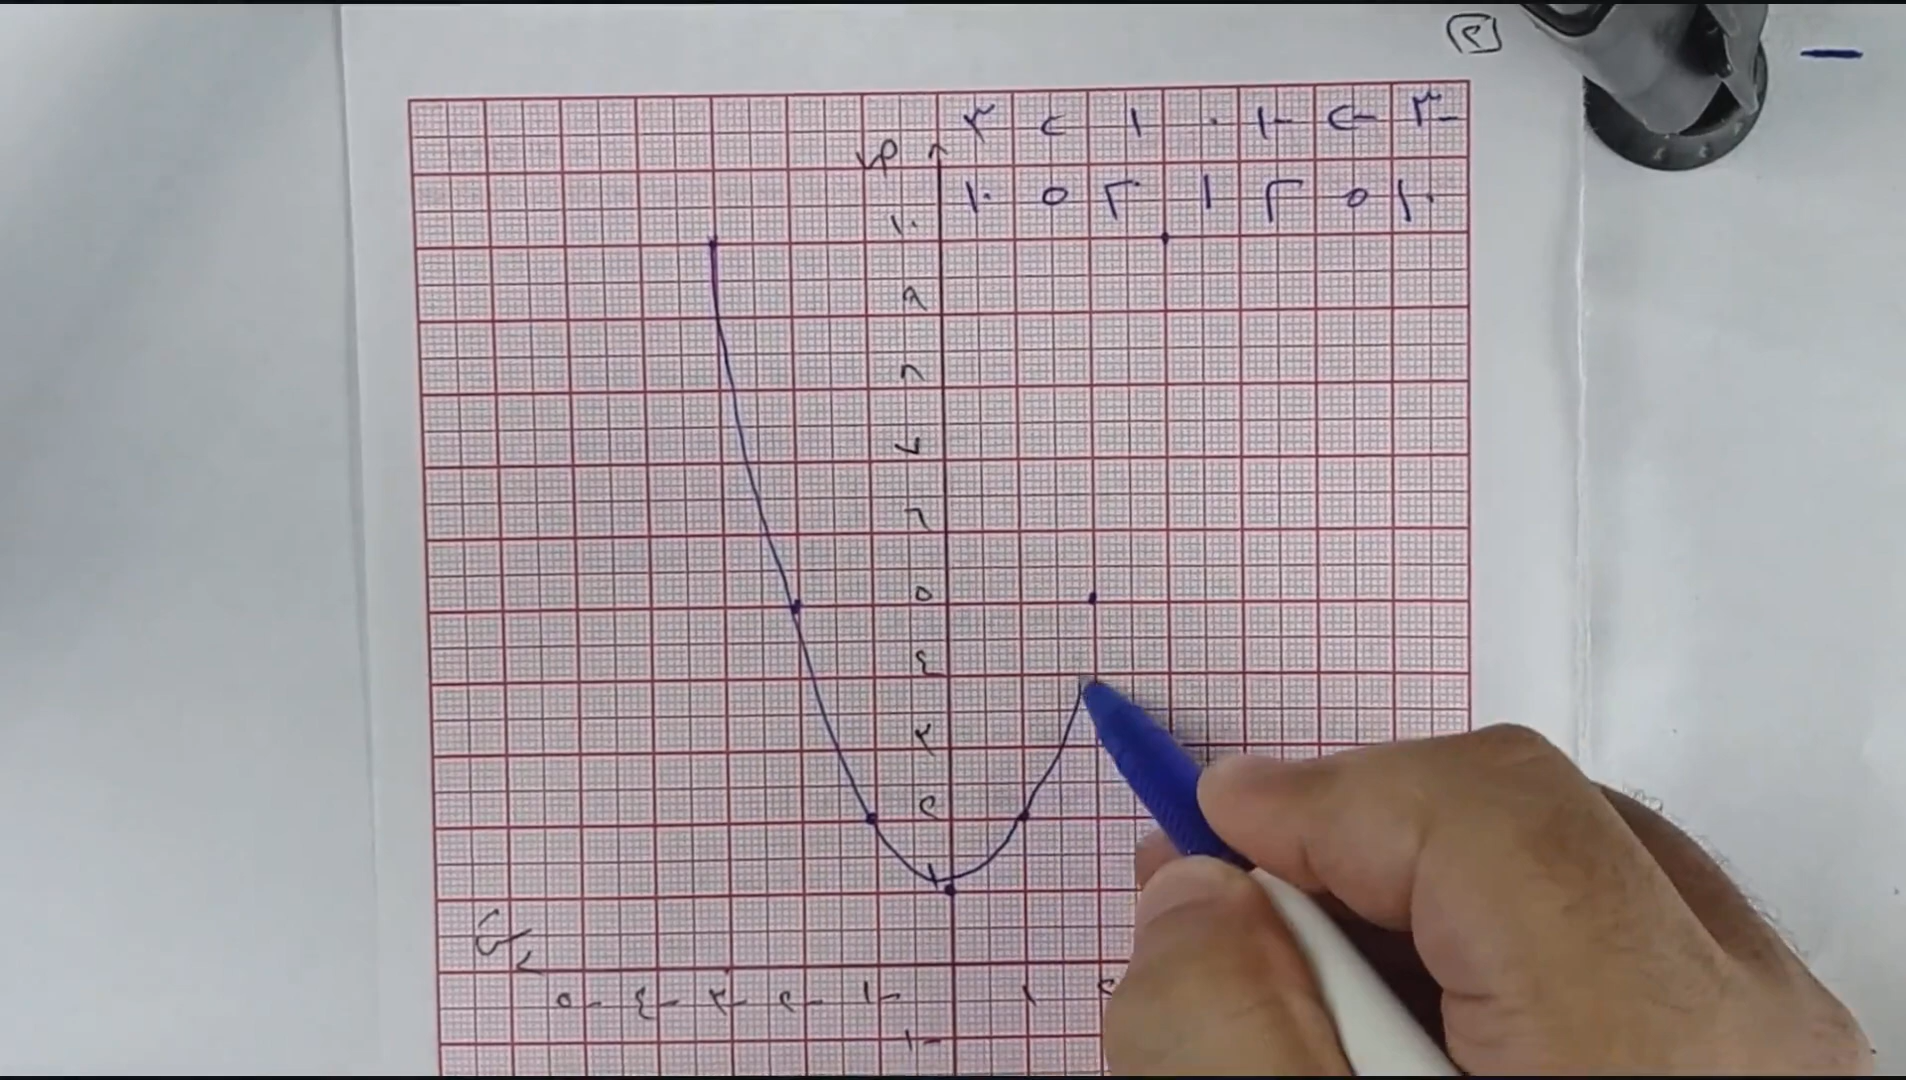 ٢
-٣ -٢ -١ ٠ ١ ٢ ٣
١٠ ٥ ٢ ١ ٢ ٥ ١٠
ص
١٠
٩
٨
٧
٦
٥
٤
٣
٢
١
س
٢ ١ -١ -٢ -٣ -٤ -٥
-١